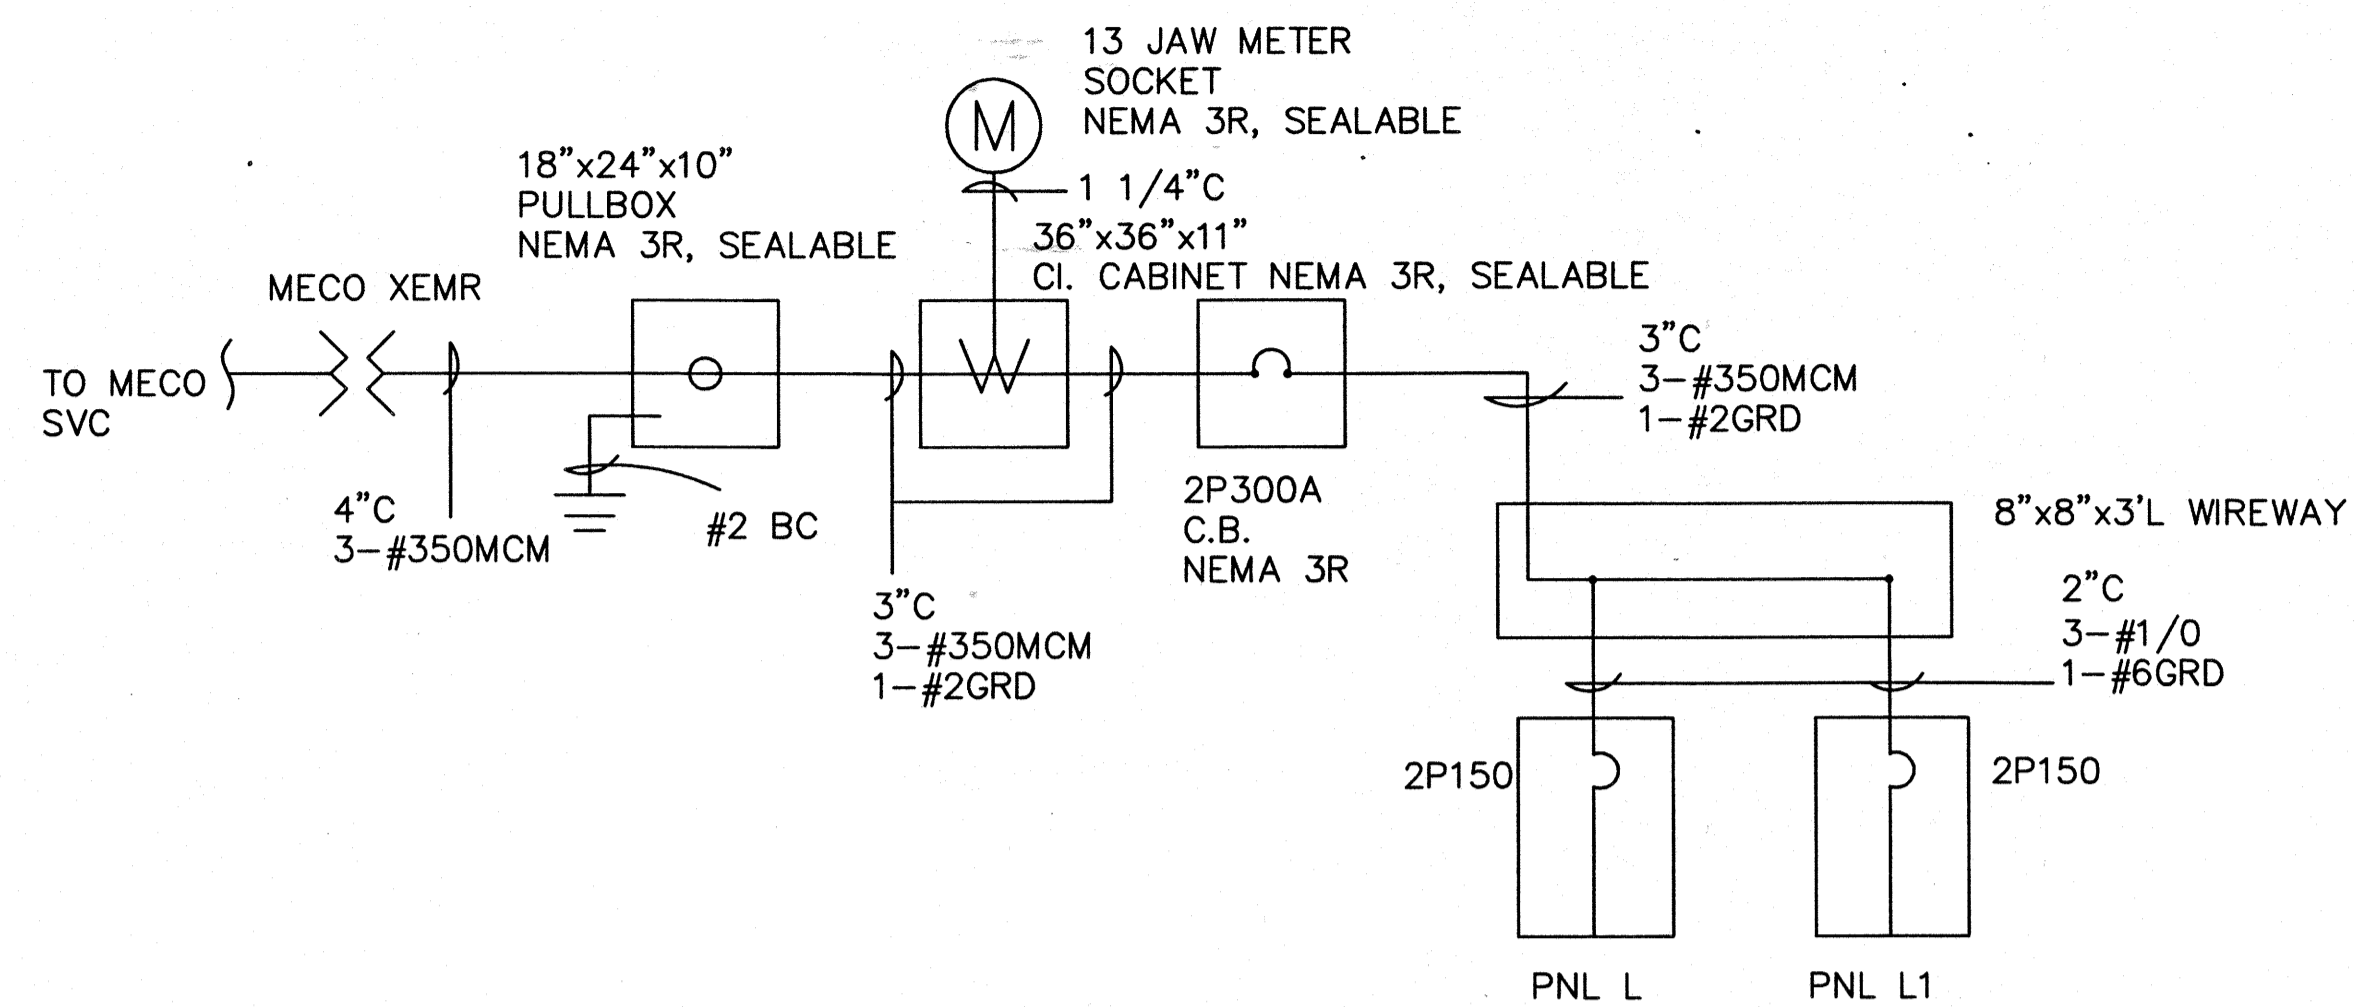 13 JAW METER
SOCKET
NEMA 3R, SEALABLE
M
1 1/4"C
18"x24"x10"
PULLBOX
NEMA 3R, SEALABLE
36"x36"x11"
CI. CABINET NEMA 3R, SEALABLE
MECO XEMR
TO MECO
SVC
4"C
3-#350MCM
#2 BC
3"C
3-#350MCM
1-#2GRD
2P300A
C.B.
NEMA 3R
3"C
3-#350MCM
1-#2GRD
8"x8"x3'L WIREWAY
2"C
3-#1/0
1-#6GRD
2P150
2P150
PNL L
PNL L1